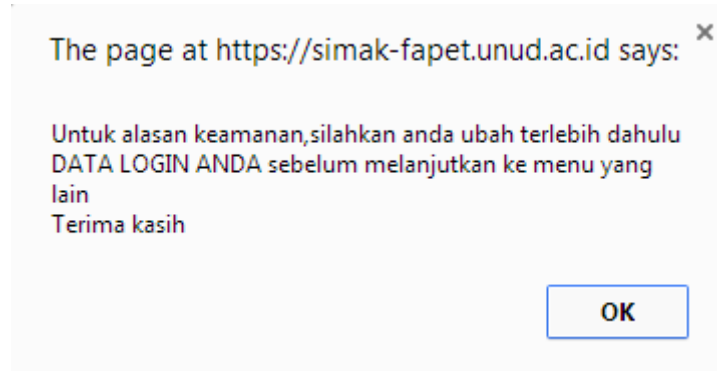 The page at https://simak-fapet.unud.ac.id says:
Untuk alasan keamanan,silahkan anda ubah terlebih dahulu
DATA LOGIN ANDA sebelum melanjutkan ke menu yang
lain
Terima kasih
OK